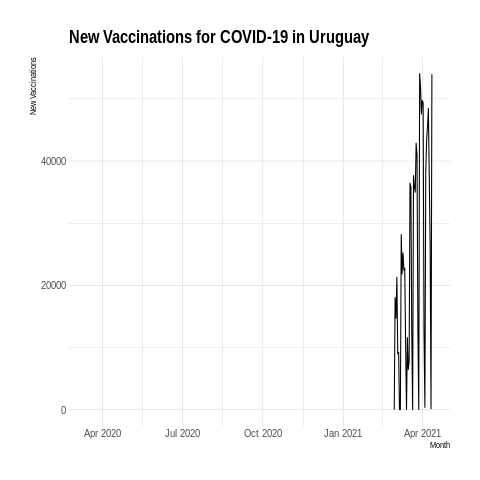 New Vaccinations for COVID-19 in Uruguay
New Vaccinations
40000
20000
0
Apr 2020
Jul 2020
Oct 2020
Jan 2021
Apr 2021
Month